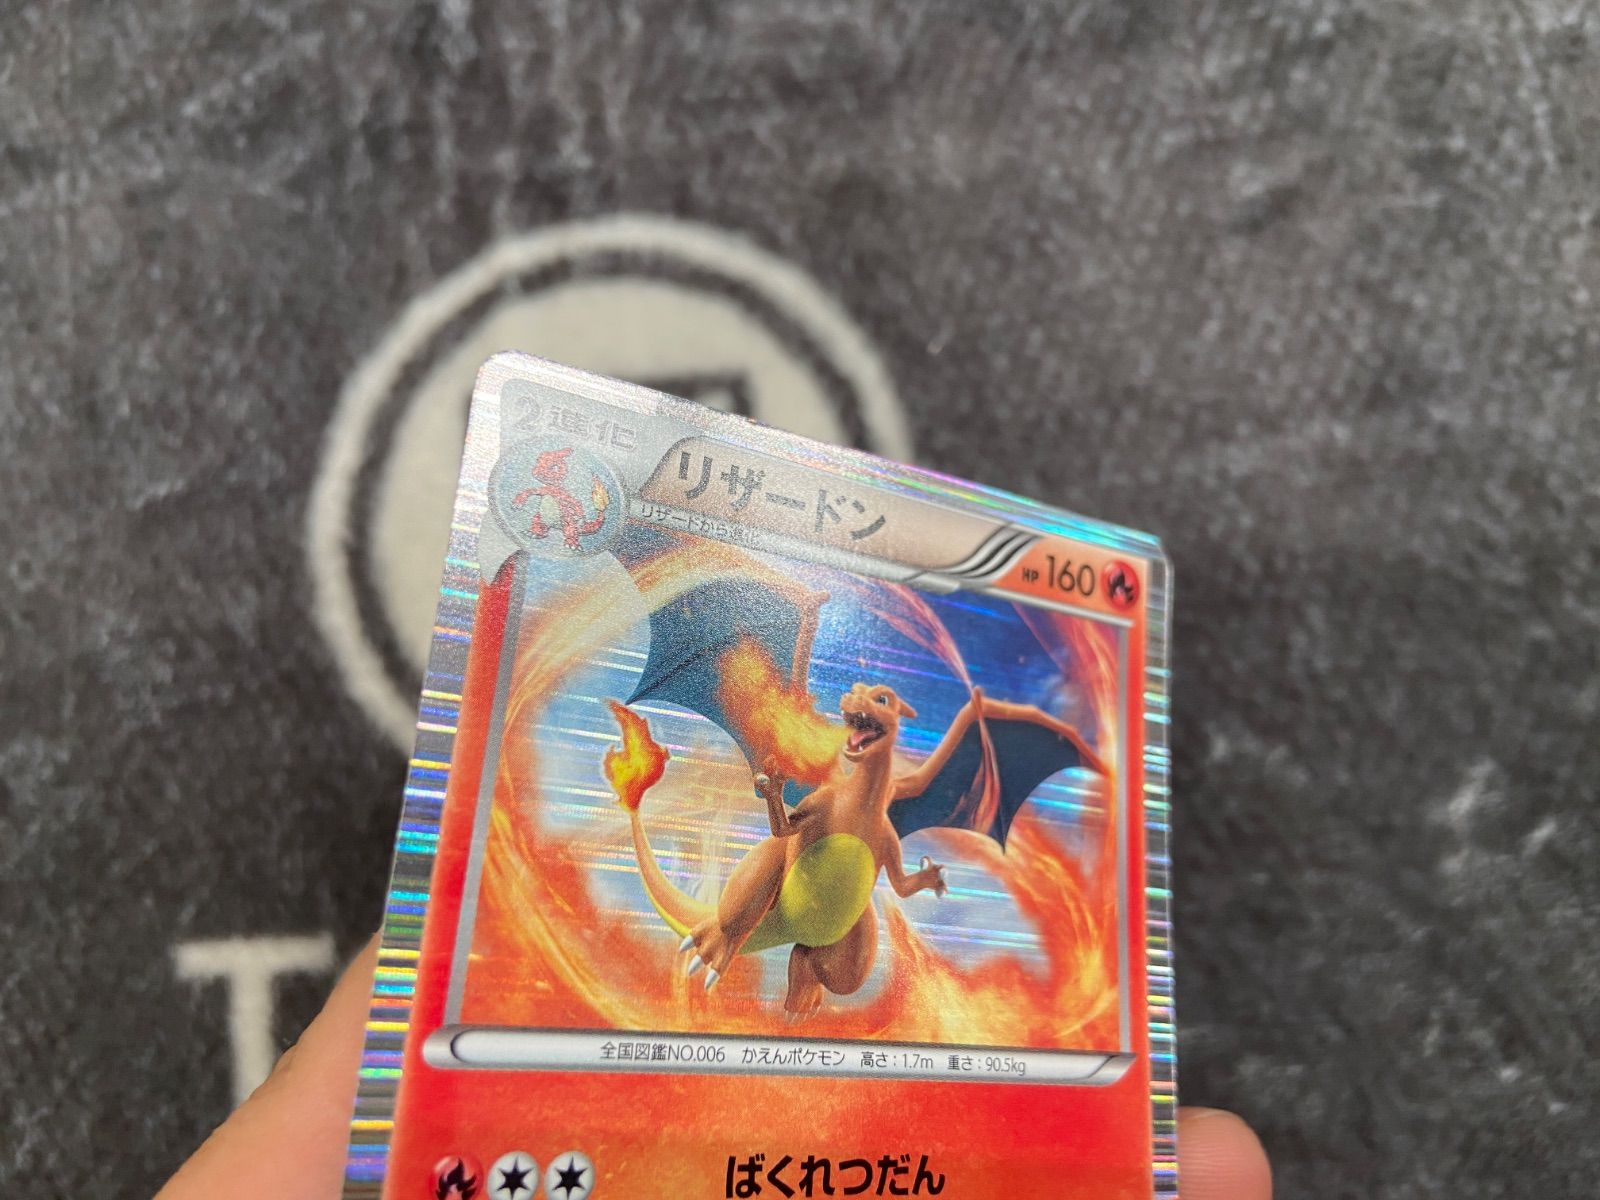 2進化
リザードン
リザードから進化
HP 160
全国図鑑NO.006 かえんポケモン 高さ:1.7m 重さ:90.5kg
ばくれつだん
T